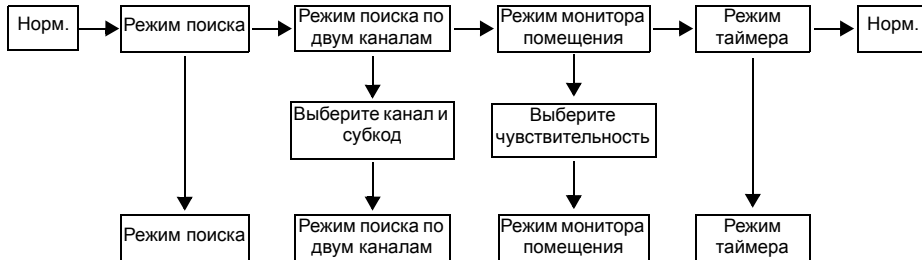 Норм.
Режим поиска
Режим поиска по
двум каналам
Режим монитора
помещения
Режим
таймера
Норм.
Выберите канал и
субкод
Выберите
чувствительность
Режим поиска
Режим поиска по
двум каналам
Режим монитора
помещения
Режим
таймера